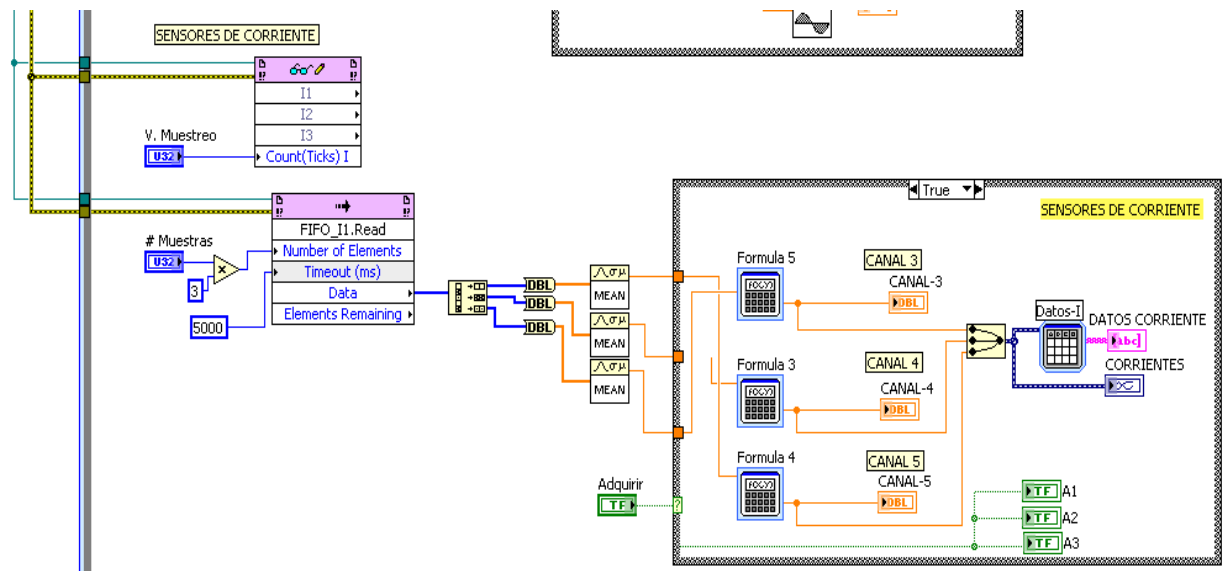 SENSORES DE CORRIENTE
I1
I2
I3
Count(Ticks) I
V. Muestreo
U32
FIFO_I1.Read
Number of Elements
Timeout (ms)
Data
Elements Remaining
# Muestras
U32
x
3
5000
DBL
DBL
DBL
MEAN
MEAN
MEAN
True
SENSORES DE CORRIENTE
Formula 5
CANAL 3
CANAL-3
DBL
Formula 3
CANAL 4
CANAL-4
DBL
Formula 4
CANAL 5
CANAL-5
DBL
Datos-I
DATOS CORRIENTE
abc
CORRIENTES
Adquirir
TF
?
TF A1
TF A2
TF A3